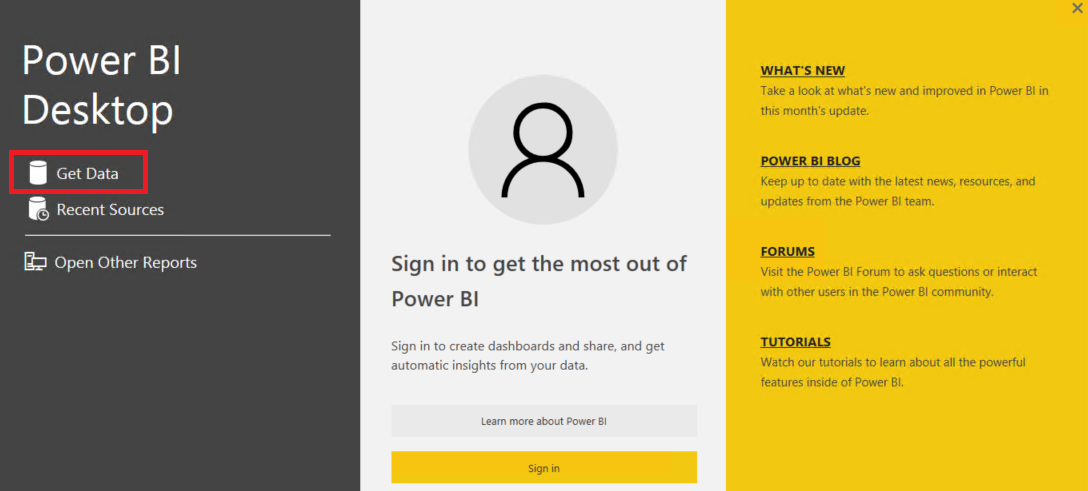 Power BI
Desktop
Get Data
Recent Sources
Open Other Reports
Sign in to get the most out of
Power BI
Sign in to create dashboards and share, and get
automatic insights from your data.
Learn more about Power BI
Sign in
WHAT'S NEW
Take a look at what's new and improved in Power BI in
this month's update.
POWER BI BLOG
Keep up to date with the latest news, resources, and
updates from the Power BI team.
FORUMS
Visit the Power BI Forum to ask questions or interact
with other users in the Power BI community.
TUTORIALS
Watch our tutorials to learn about all the powerful
features inside of Power BI.